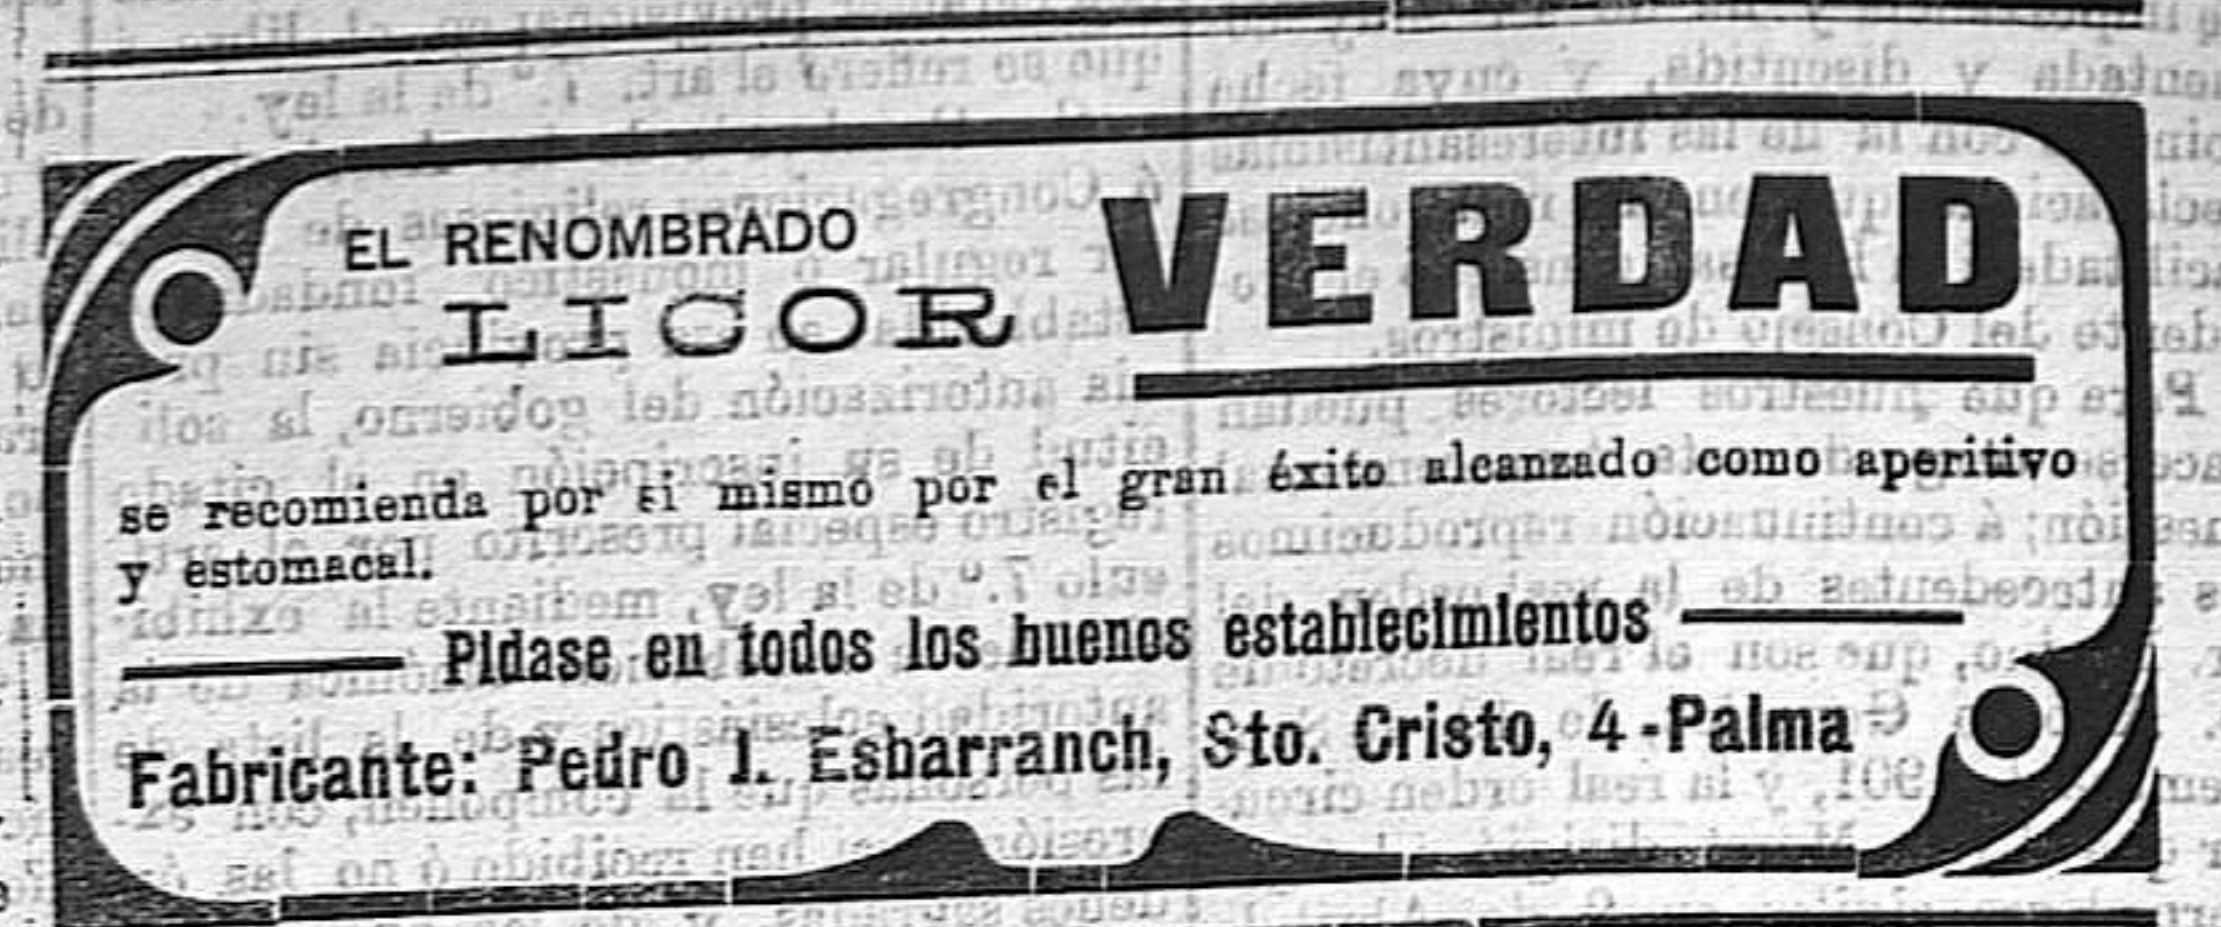 EL RENOMBRADO
LICOR VERDAD
se recomienda por si mismo por el gran éxito alcanzado como aperitivo
y estomacal.
Pídase en todos los buenos establecimientos
Fabricante: Pedro J. Esbarranch, Sto. Cristo, 4-Palma